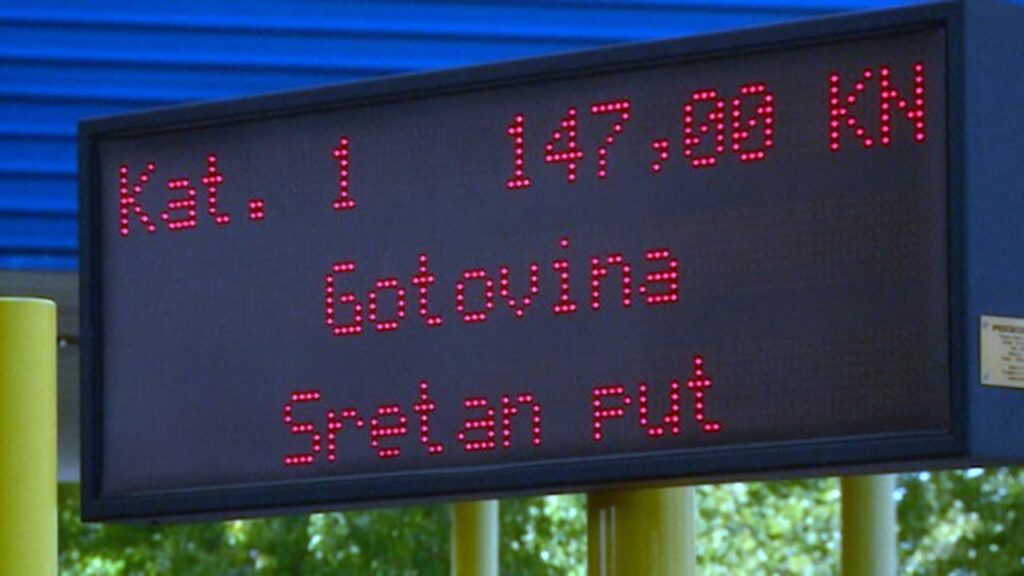 Kat. 1 147,00 KN
Gotovina
Sretan put